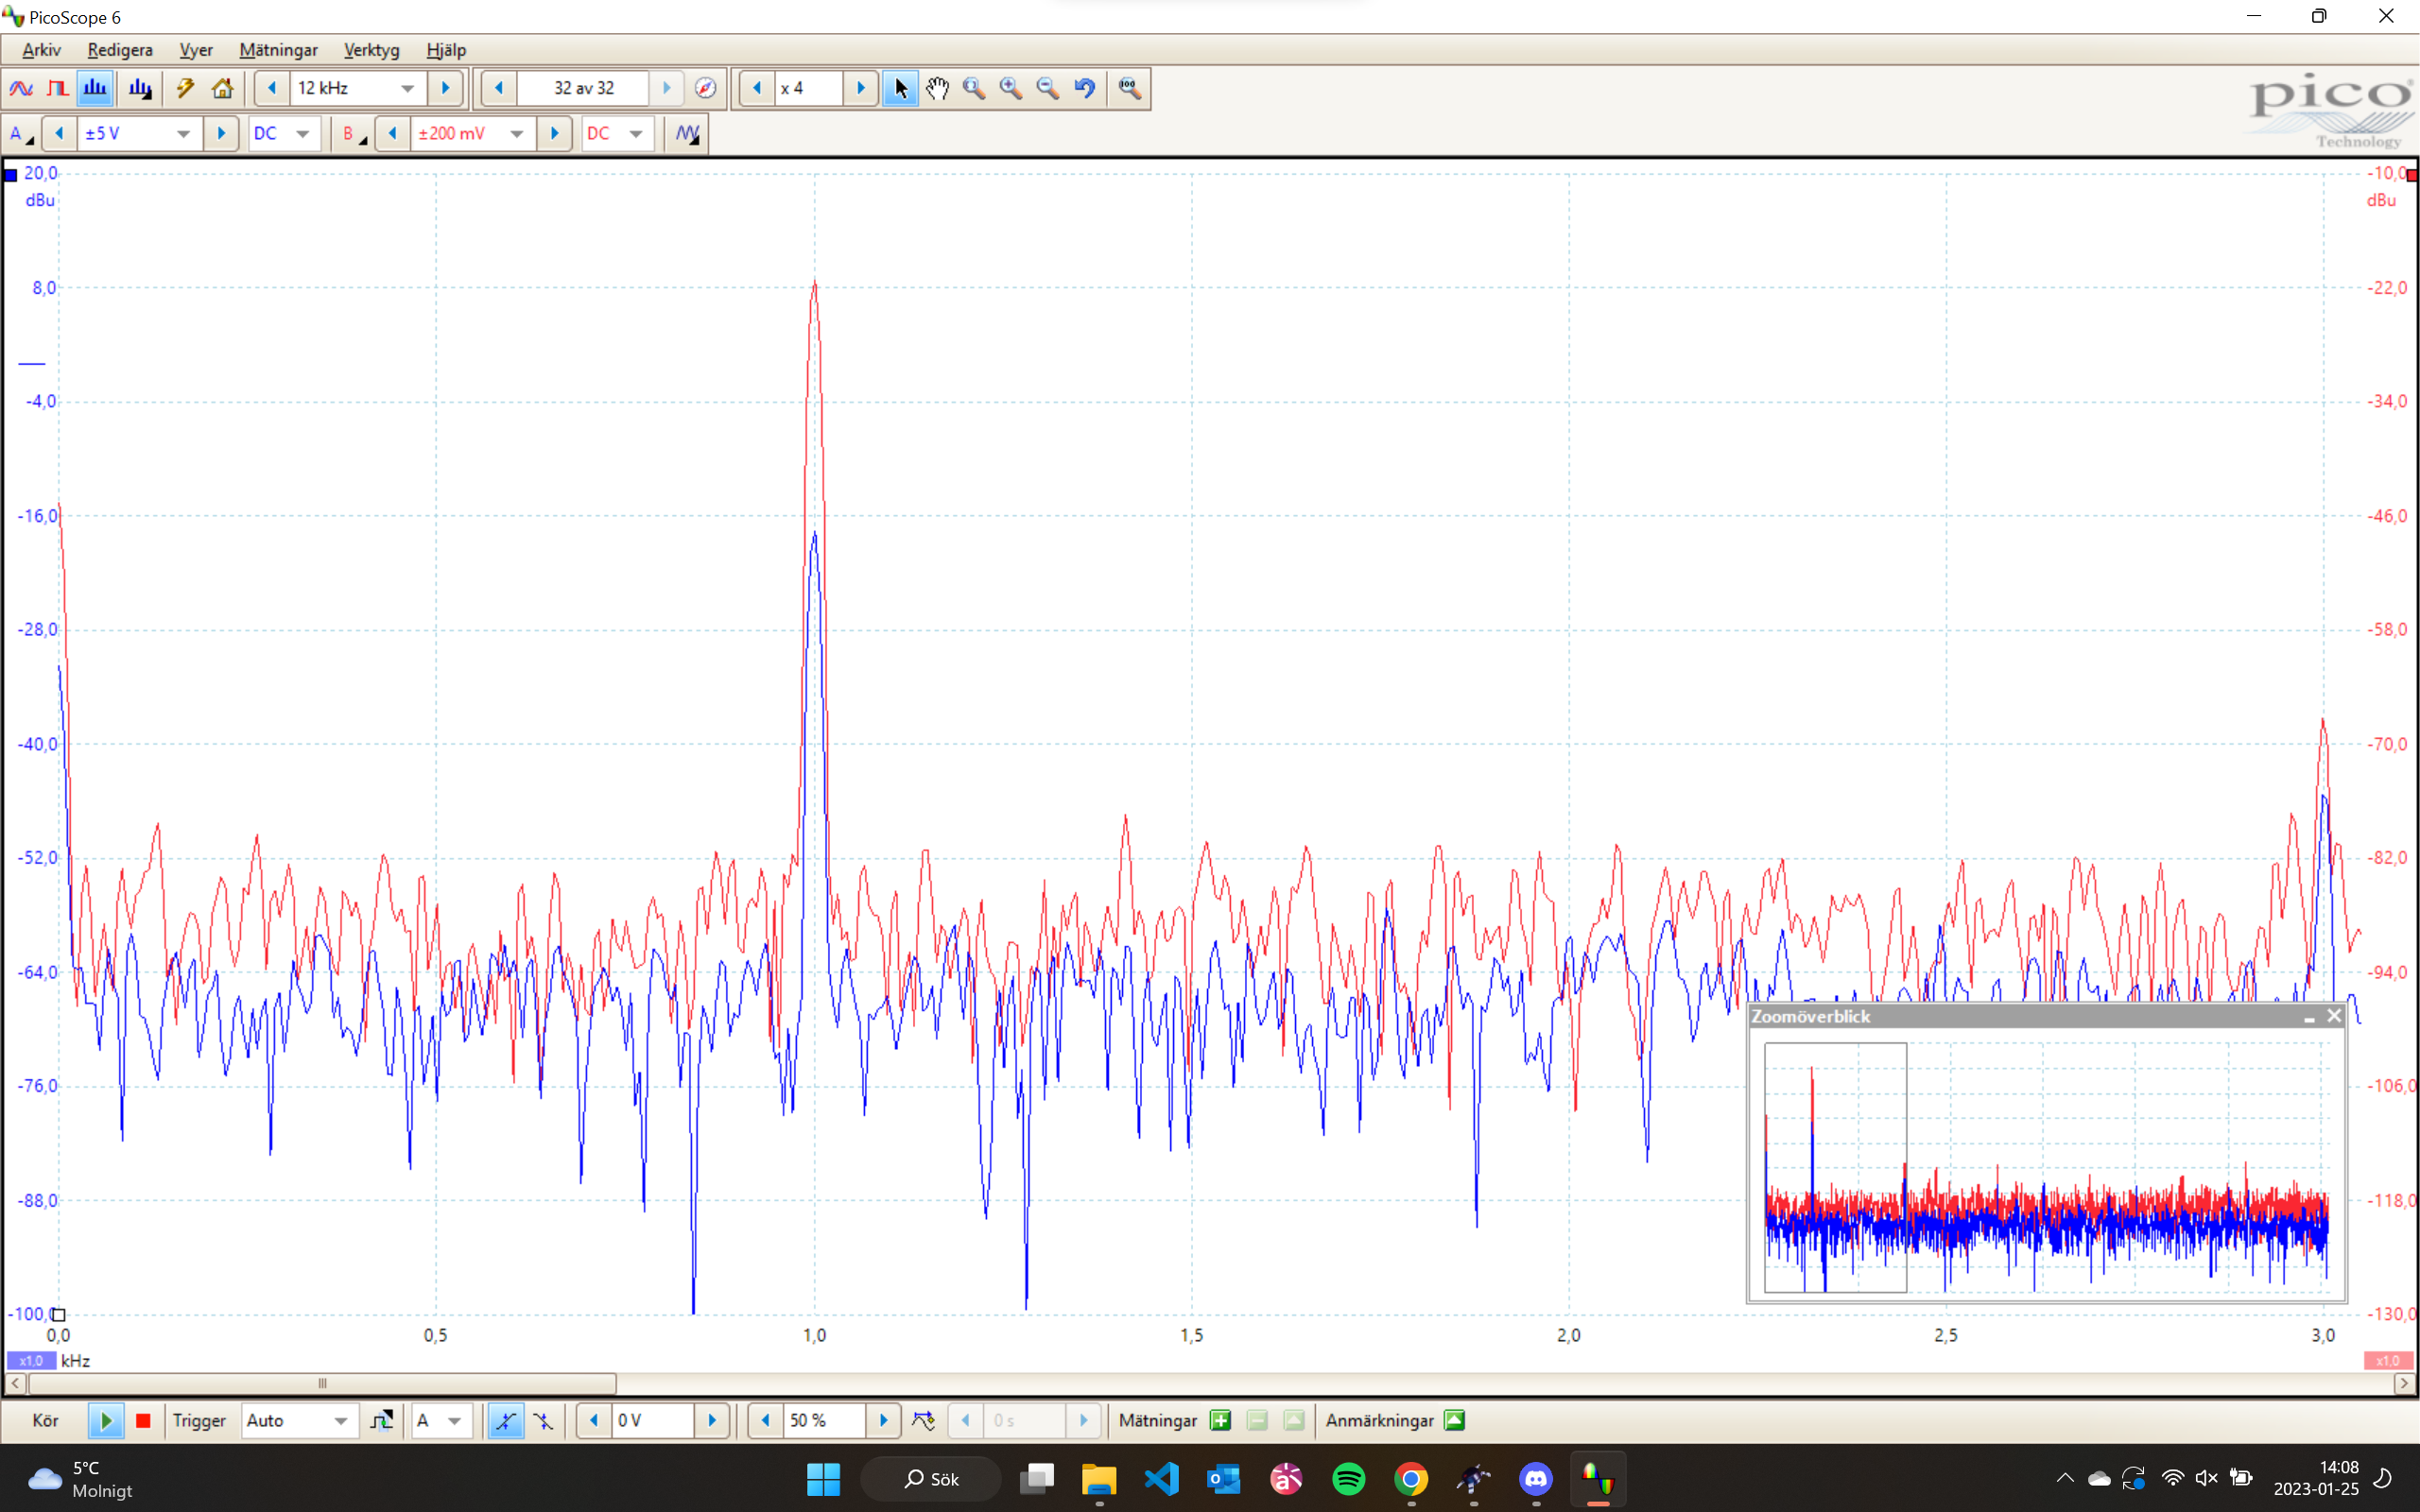 PicoScope 6
Arkiv Redigera Vyer Mätningar Verktyg Hjälp
12 kHz 32 av 32 x 4
A ±5 V DC B ±200 mV DC
pico
Technology
20,0 -10,0
dBu dBu
8,0 -22,0
-4,0 -34,0
-16,0 -46,0
-28,0 -58,0
-40,0 -70,0
-52,0 -82,0
-64,0 -94,0
Zoomöverblick
-76,0 -106,0
-88,0 -118,0
-100,0 -130,0
0,0 0,5 1,0 1,5 2,0 2,5 3,0
x1,0 kHz x1,0
Kör Trigger Auto A 0 V 50 % 0 s Mätningar Anmärkningar
5°C
Molnigt
Sök
14:08
2023-01-25